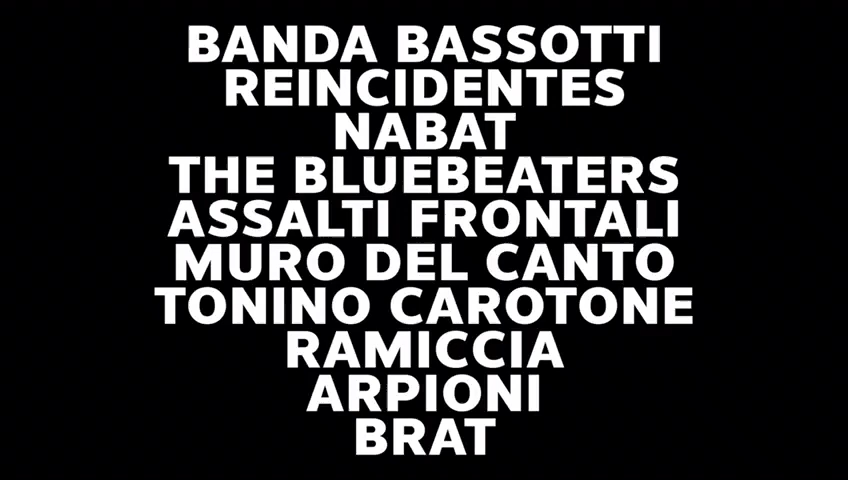 BANDA BASSOTTI
REINCIDENTES
NABAT
THE BLUEBEATERS
ASSALTI FRONTALI
MURO DEL CANTO
TONINO CAROTONE
RAMICCIA
ARPIONI
BRAT